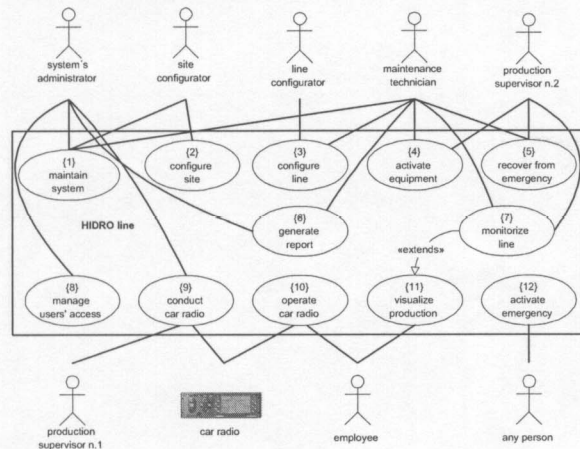 system's
administrator
site
configurator
line
configurator
maintenance
technician
production
supervisor n.2
{1}
maintain
system
{2}
configure
site
{3}
configure
line
{4}
activate
equipment
{5}
recover from
emergency
HIDRO line
{6}
generate
report
{7}
monitorize
line
«extends»
{8}
manage
users' access
{9}
conduct
car radio
{10}
operate
car radio
{11}
visualize
production
{12}
activate
emergency
production
supervisor n.1
car radio
employee
any person